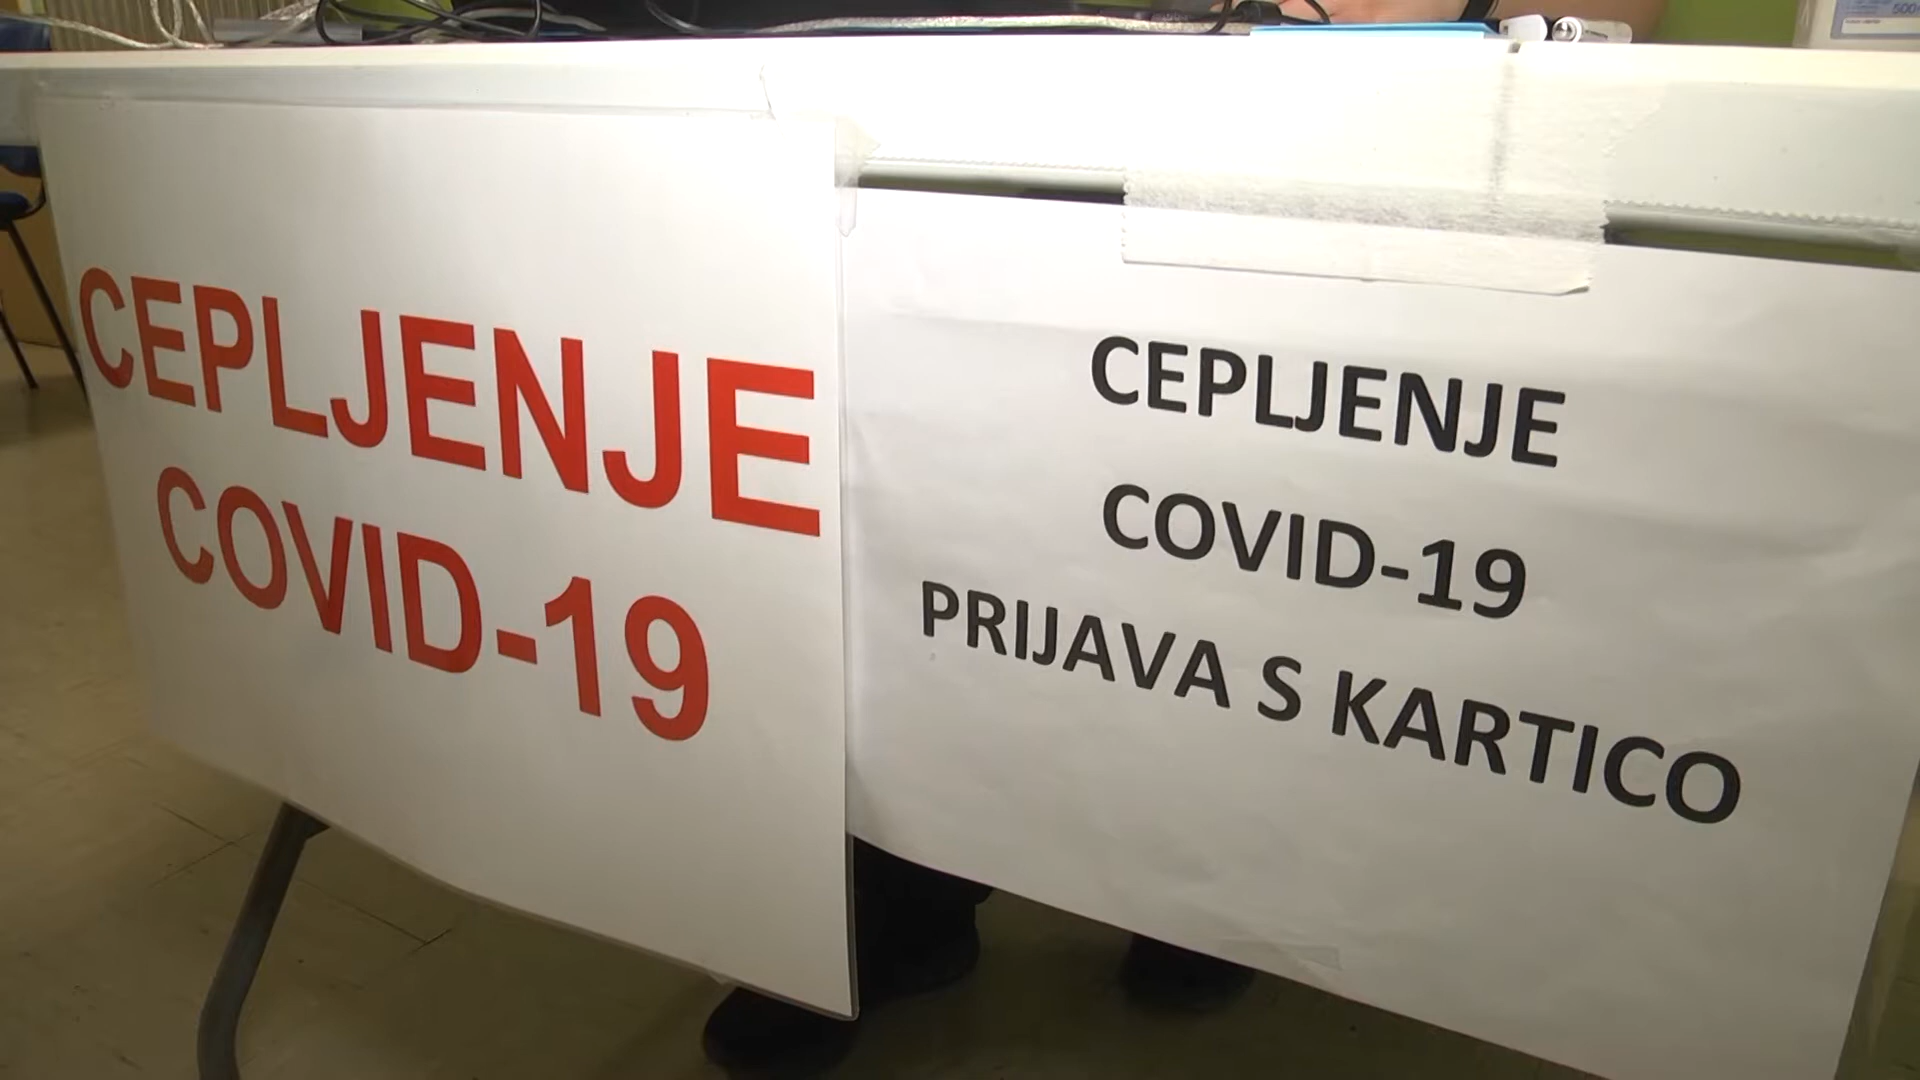 CEPLJENJE
COVID-19
CEPLJENJE
COVID-19
PRIJAVA S KARTICO